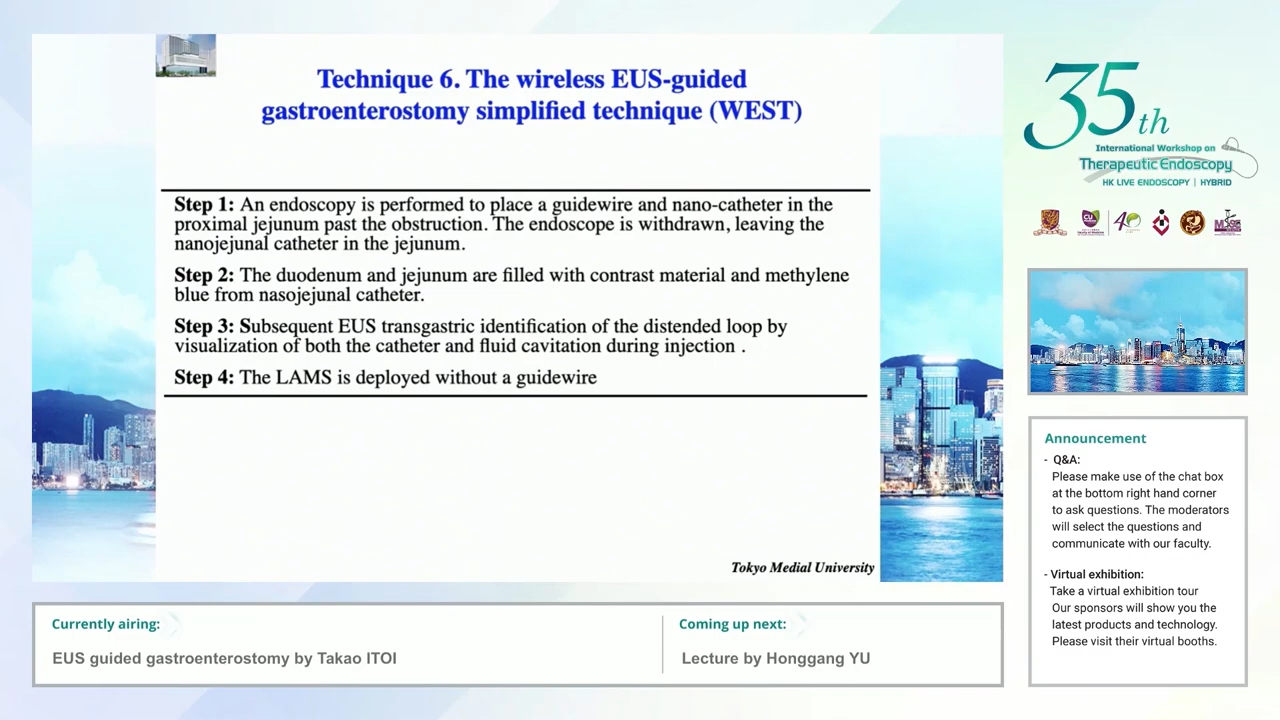 Technique 6. The wireless EUS-guided
gastroenterostomy simplified technique (WEST)
Step 1: An endoscopy is performed to place a guidewire and nano-catheter in the
proximal jejunum past the obstruction. The endoscope is withdrawn, leaving the
nanojejunal catheter in the jejunum.
Step 2: The duodenum and jejunum are filled with contrast material and methylene
blue from nasojejunal catheter.
Step 3: Subsequent EUS transgastric identification of the distended loop by
visualization of both the catheter and fluid cavitation during injection .
Step 4: The LAMS is deployed without a guidewire
Tokyo Medial University
35th
International Workshop on
Therapeutic Endoscopy
HK LIVE ENDOSCOPY | HYBRID
Announcement
- Q&A:
Please make use of the chat box
at the bottom right hand corner
to ask questions. The moderators
will select the questions and
communicate with our faculty.
- Virtual exhibition:
Take a virtual exhibition tour
Our sponsors will show you the
latest products and technology.
Please visit their virtual booths.
Currently airing:
EUS guided gastroenterostomy by Takao ITOI
Coming up next:
Lecture by Honggang YU